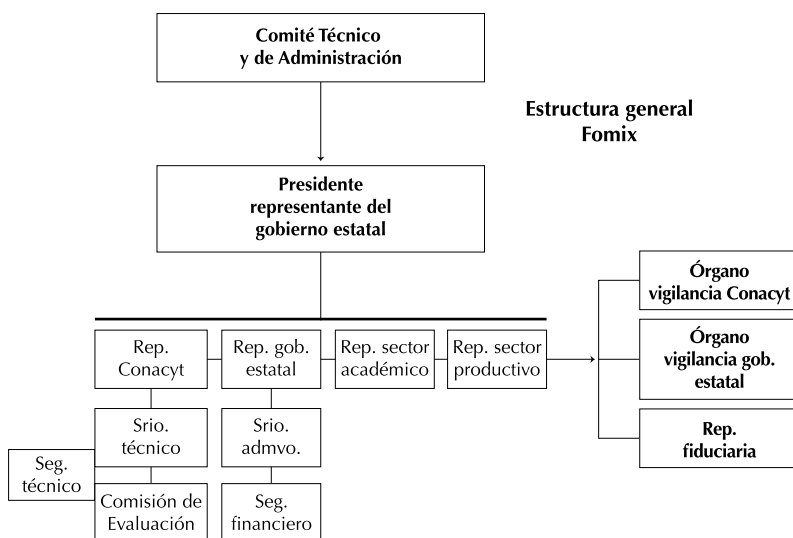 Comité Técnico
y de Administración
Estructura general
Fomix
Presidente
representante del
gobierno estatal
Órgano
vigilancia Conacyt
Rep.
Conacyt
Rep. gob.
estatal
Rep. sector
académico
Rep. sector
productivo
Órgano
vigilancia gob.
estatal
Srio.
técnico
Srio.
admvo.
Rep.
fiduciaria
Seg.
técnico
Comisión de
Evaluación
Seg.
financiero